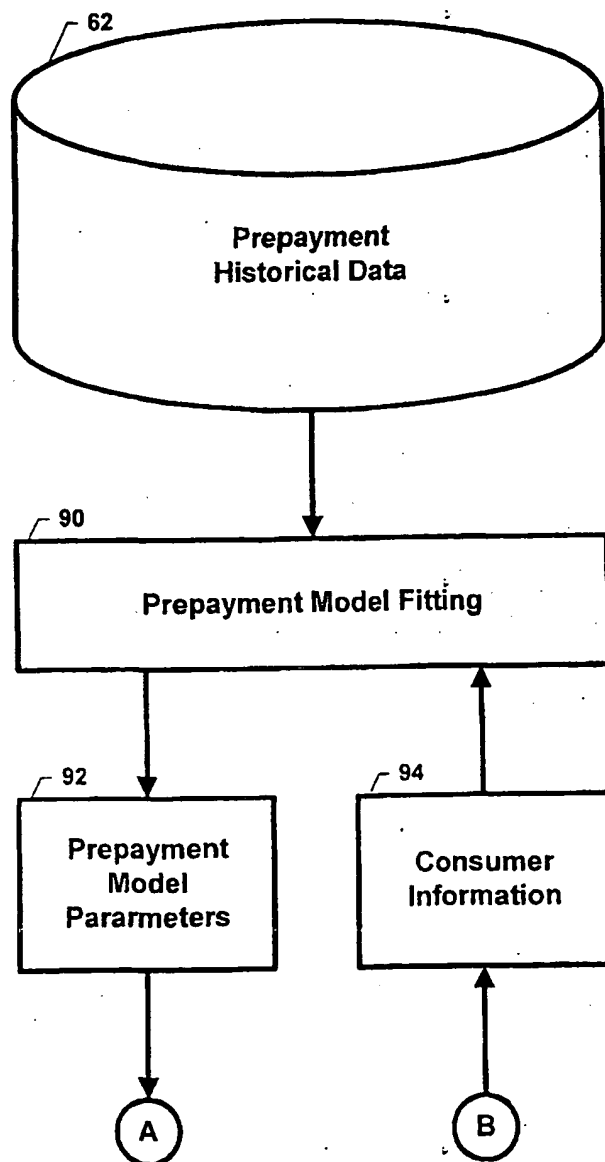 62
Prepayment
Historical Data
90
Prepayment Model Fitting
92
Prepayment
Model
Pararmeters
94
Consumer
Information
A
B